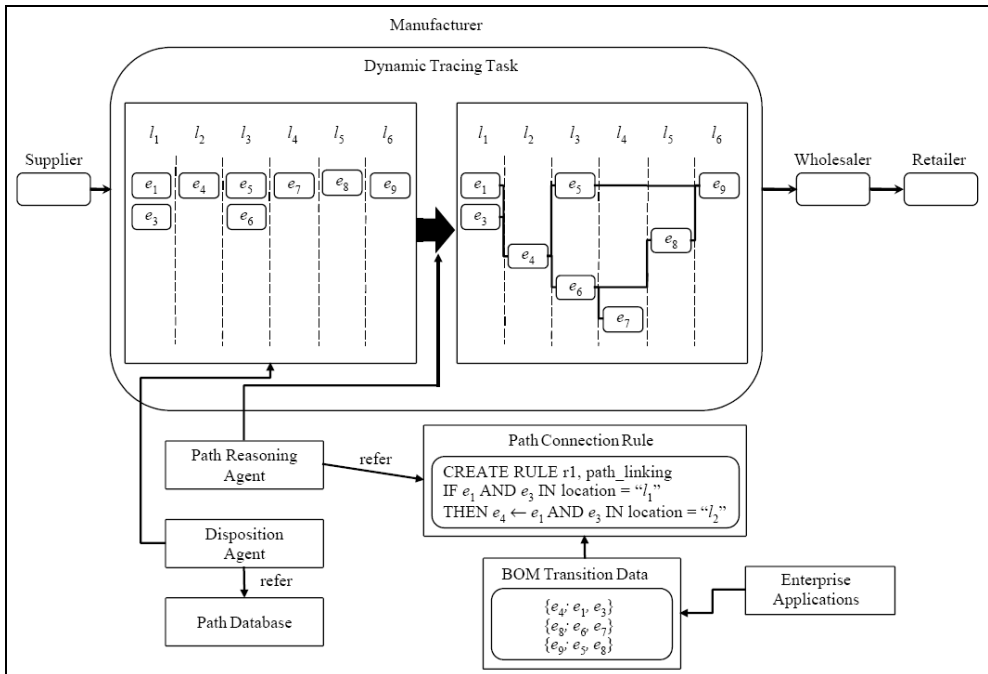 Manufacturer
Dynamic Tracing Task
l1 l2 l3 l4 l5 l6
e1 e4 e5 e7 e8 e9
e3 e6
l1 l2 l3 l4 l5 l6
e1 e5 e9
e3
e8
e4
e6
e7
Supplier
Wholesaler
Retailer
Path Reasoning
Agent
refer
Path Connection Rule
CREATE RULE r1, path_linking
IF e1 AND e3 IN location = “l1”
THEN e4 ← e1 AND e3 IN location = “l2”
Disposition
Agent
refer
Path Database
BOM Transition Data
{e4; e1, e3}
{e8; e6, e7}
{e9; e5, e8}
Enterprise
Applications